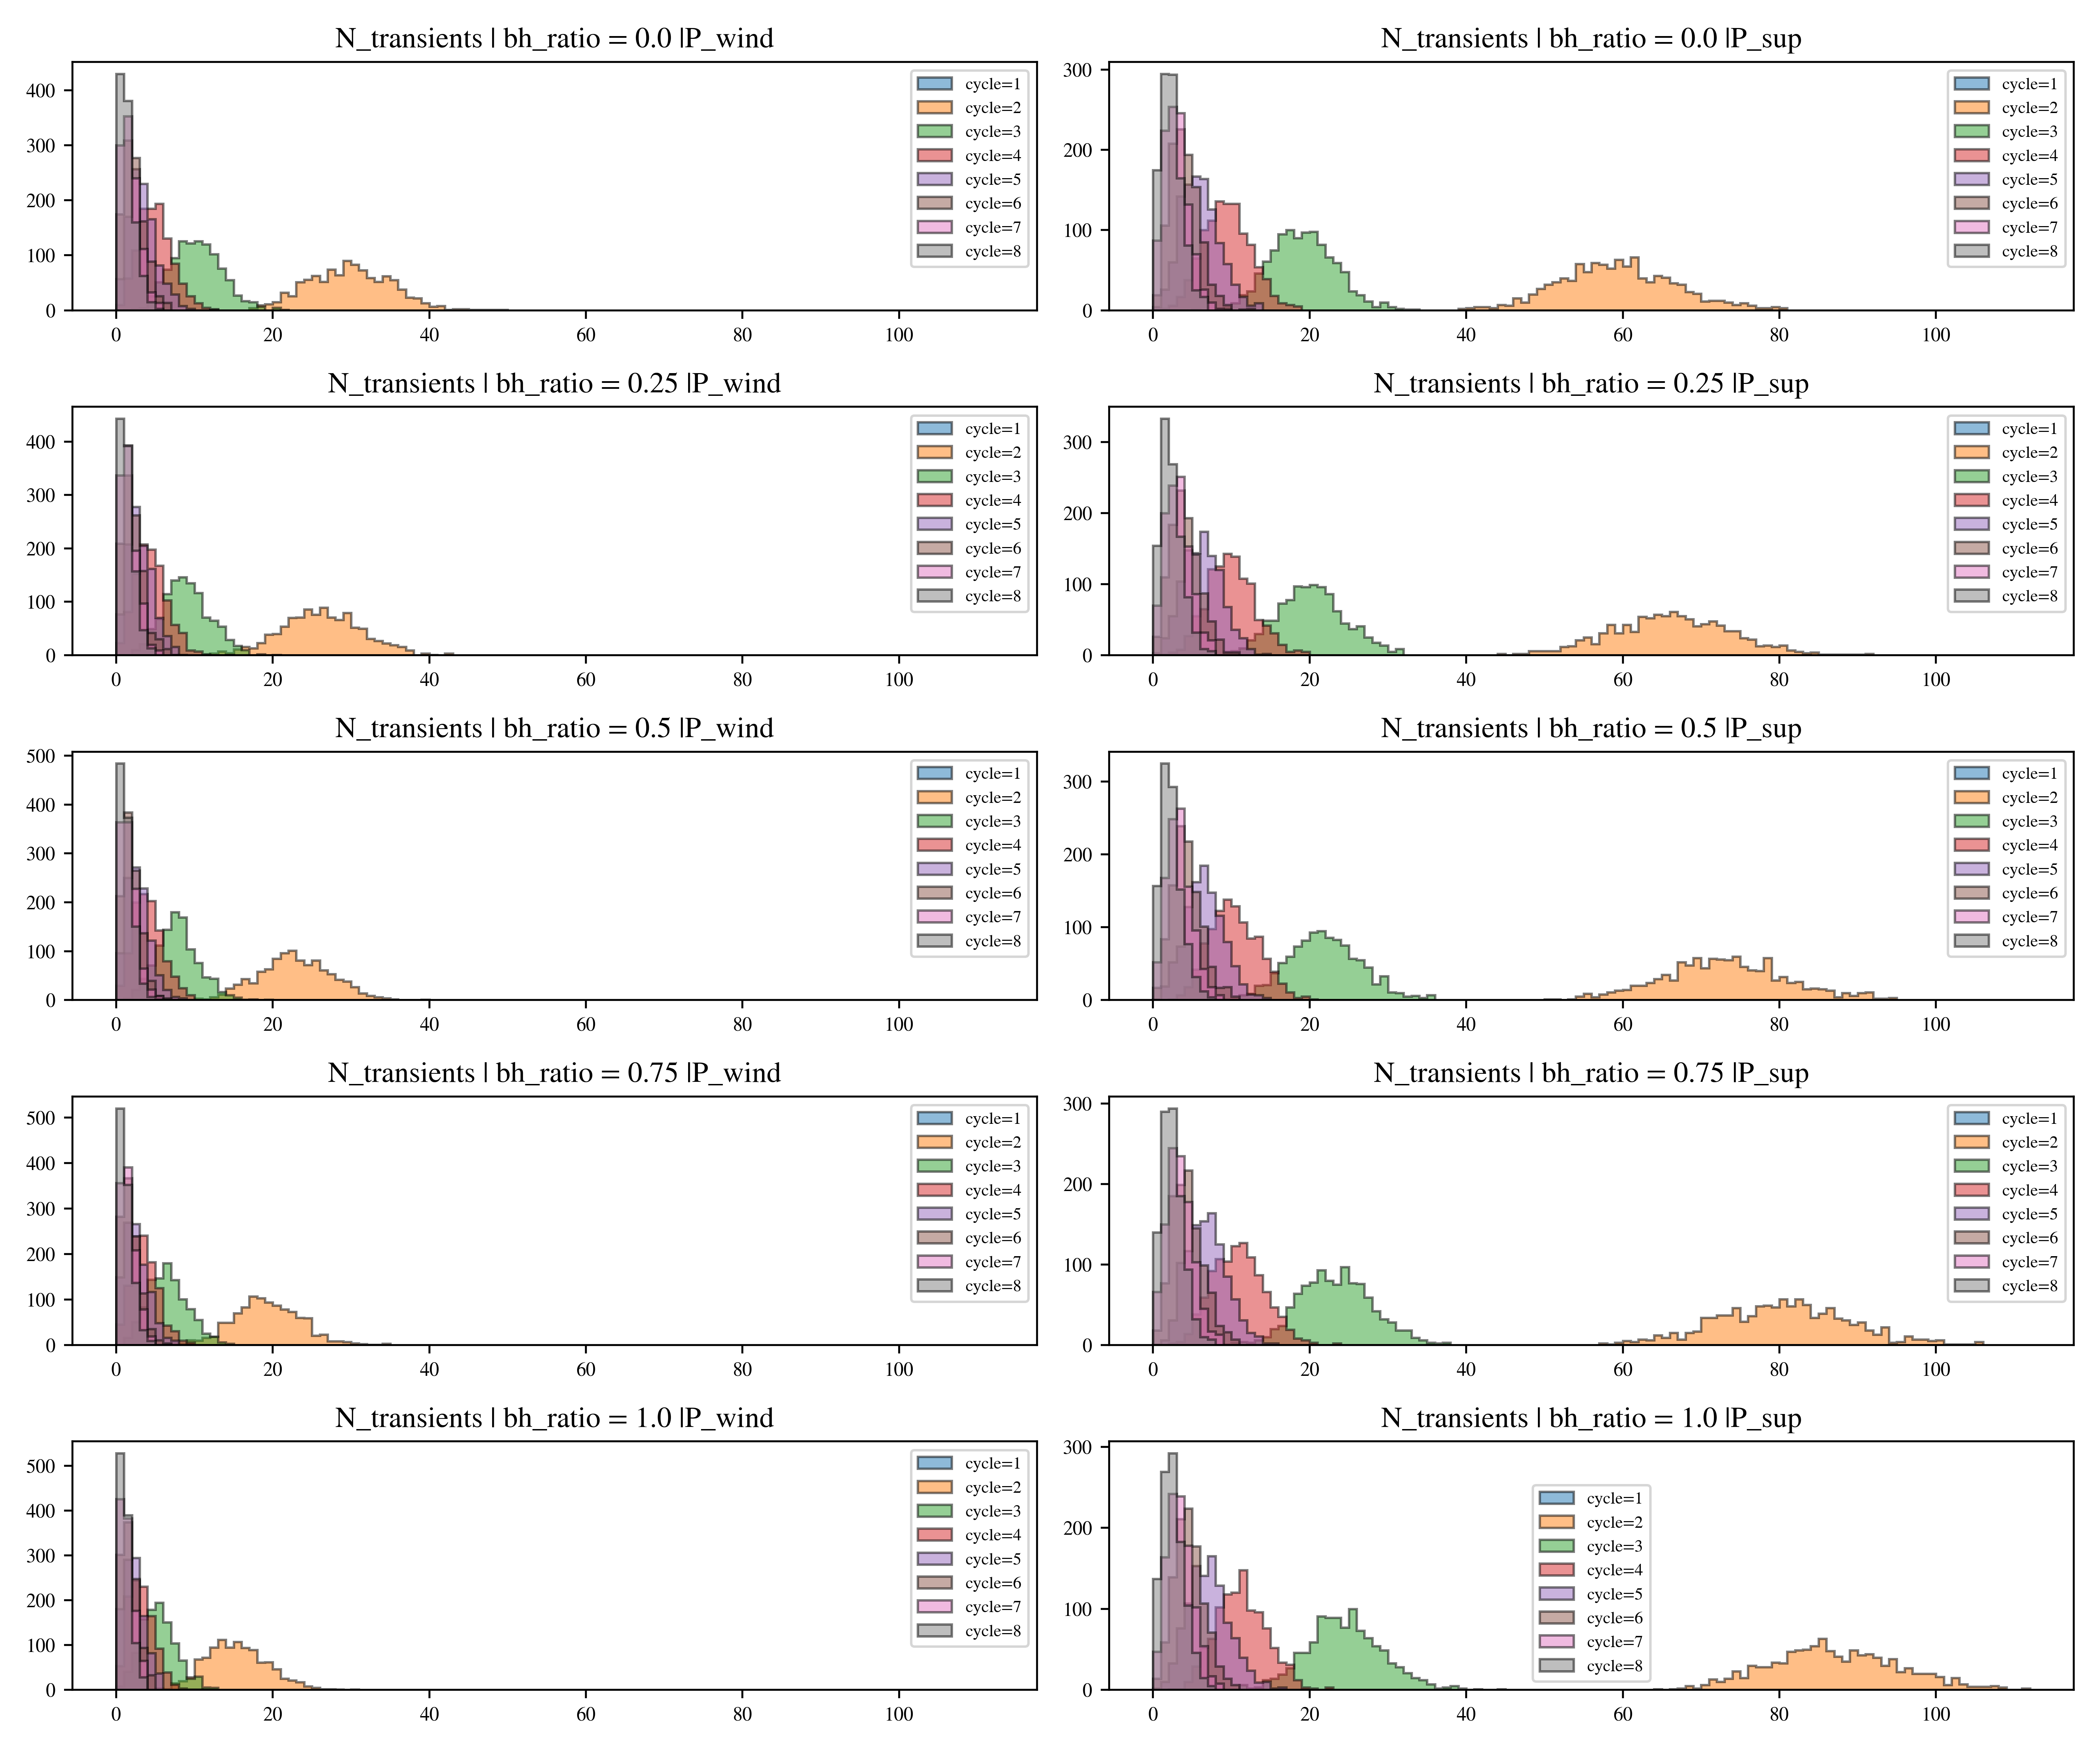 N_transients | bh_ratio = 0.0 |P_wind
400
300
200
100
0
0 20 40 60 80 100
cycle=1
cycle=2
cycle=3
cycle=4
cycle=5
cycle=6
cycle=7
cycle=8
N_transients | bh_ratio = 0.0 |P_sup
300
200
100
0
0 20 40 60 80 100
cycle=1
cycle=2
cycle=3
cycle=4
cycle=5
cycle=6
cycle=7
cycle=8
N_transients | bh_ratio = 0.25 |P_wind
400
300
200
100
0
0 20 40 60 80 100
cycle=1
cycle=2
cycle=3
cycle=4
cycle=5
cycle=6
cycle=7
cycle=8
N_transients | bh_ratio = 0.25 |P_sup
300
200
100
0
0 20 40 60 80 100
cycle=1
cycle=2
cycle=3
cycle=4
cycle=5
cycle=6
cycle=7
cycle=8
N_transients | bh_ratio = 0.5 |P_wind
500
400
300
200
100
0
0 20 40 60 80 100
cycle=1
cycle=2
cycle=3
cycle=4
cycle=5
cycle=6
cycle=7
cycle=8
N_transients | bh_ratio = 0.5 |P_sup
300
200
100
0
0 20 40 60 80 100
cycle=1
cycle=2
cycle=3
cycle=4
cycle=5
cycle=6
cycle=7
cycle=8
N_transients | bh_ratio = 0.75 |P_wind
500
400
300
200
100
0
0 20 40 60 80 100
cycle=1
cycle=2
cycle=3
cycle=4
cycle=5
cycle=6
cycle=7
cycle=8
N_transients | bh_ratio = 0.75 |P_sup
300
200
100
0
0 20 40 60 80 100
cycle=1
cycle=2
cycle=3
cycle=4
cycle=5
cycle=6
cycle=7
cycle=8
N_transients | bh_ratio = 1.0 |P_wind
500
400
300
200
100
0
0 20 40 60 80 100
cycle=1
cycle=2
cycle=3
cycle=4
cycle=5
cycle=6
cycle=7
cycle=8
N_transients | bh_ratio = 1.0 |P_sup
300
200
100
0
0 20 40 60 80 100
cycle=1
cycle=2
cycle=3
cycle=4
cycle=5
cycle=6
cycle=7
cycle=8